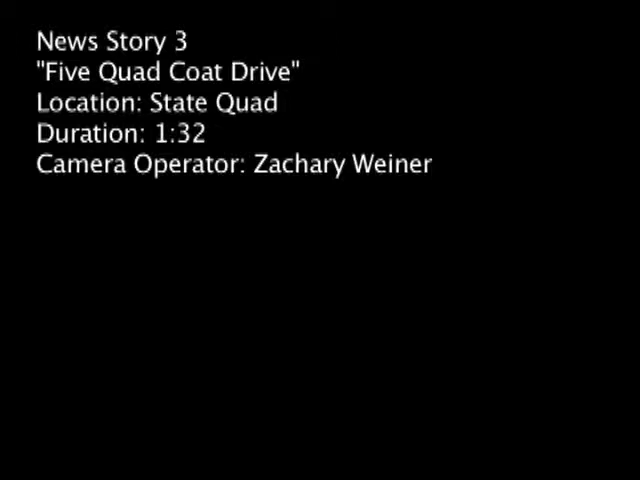 News Story 3
"Five Quad Coat Drive"
Location: State Quad
Duration: 1:32
Camera Operator: Zachary Weiner